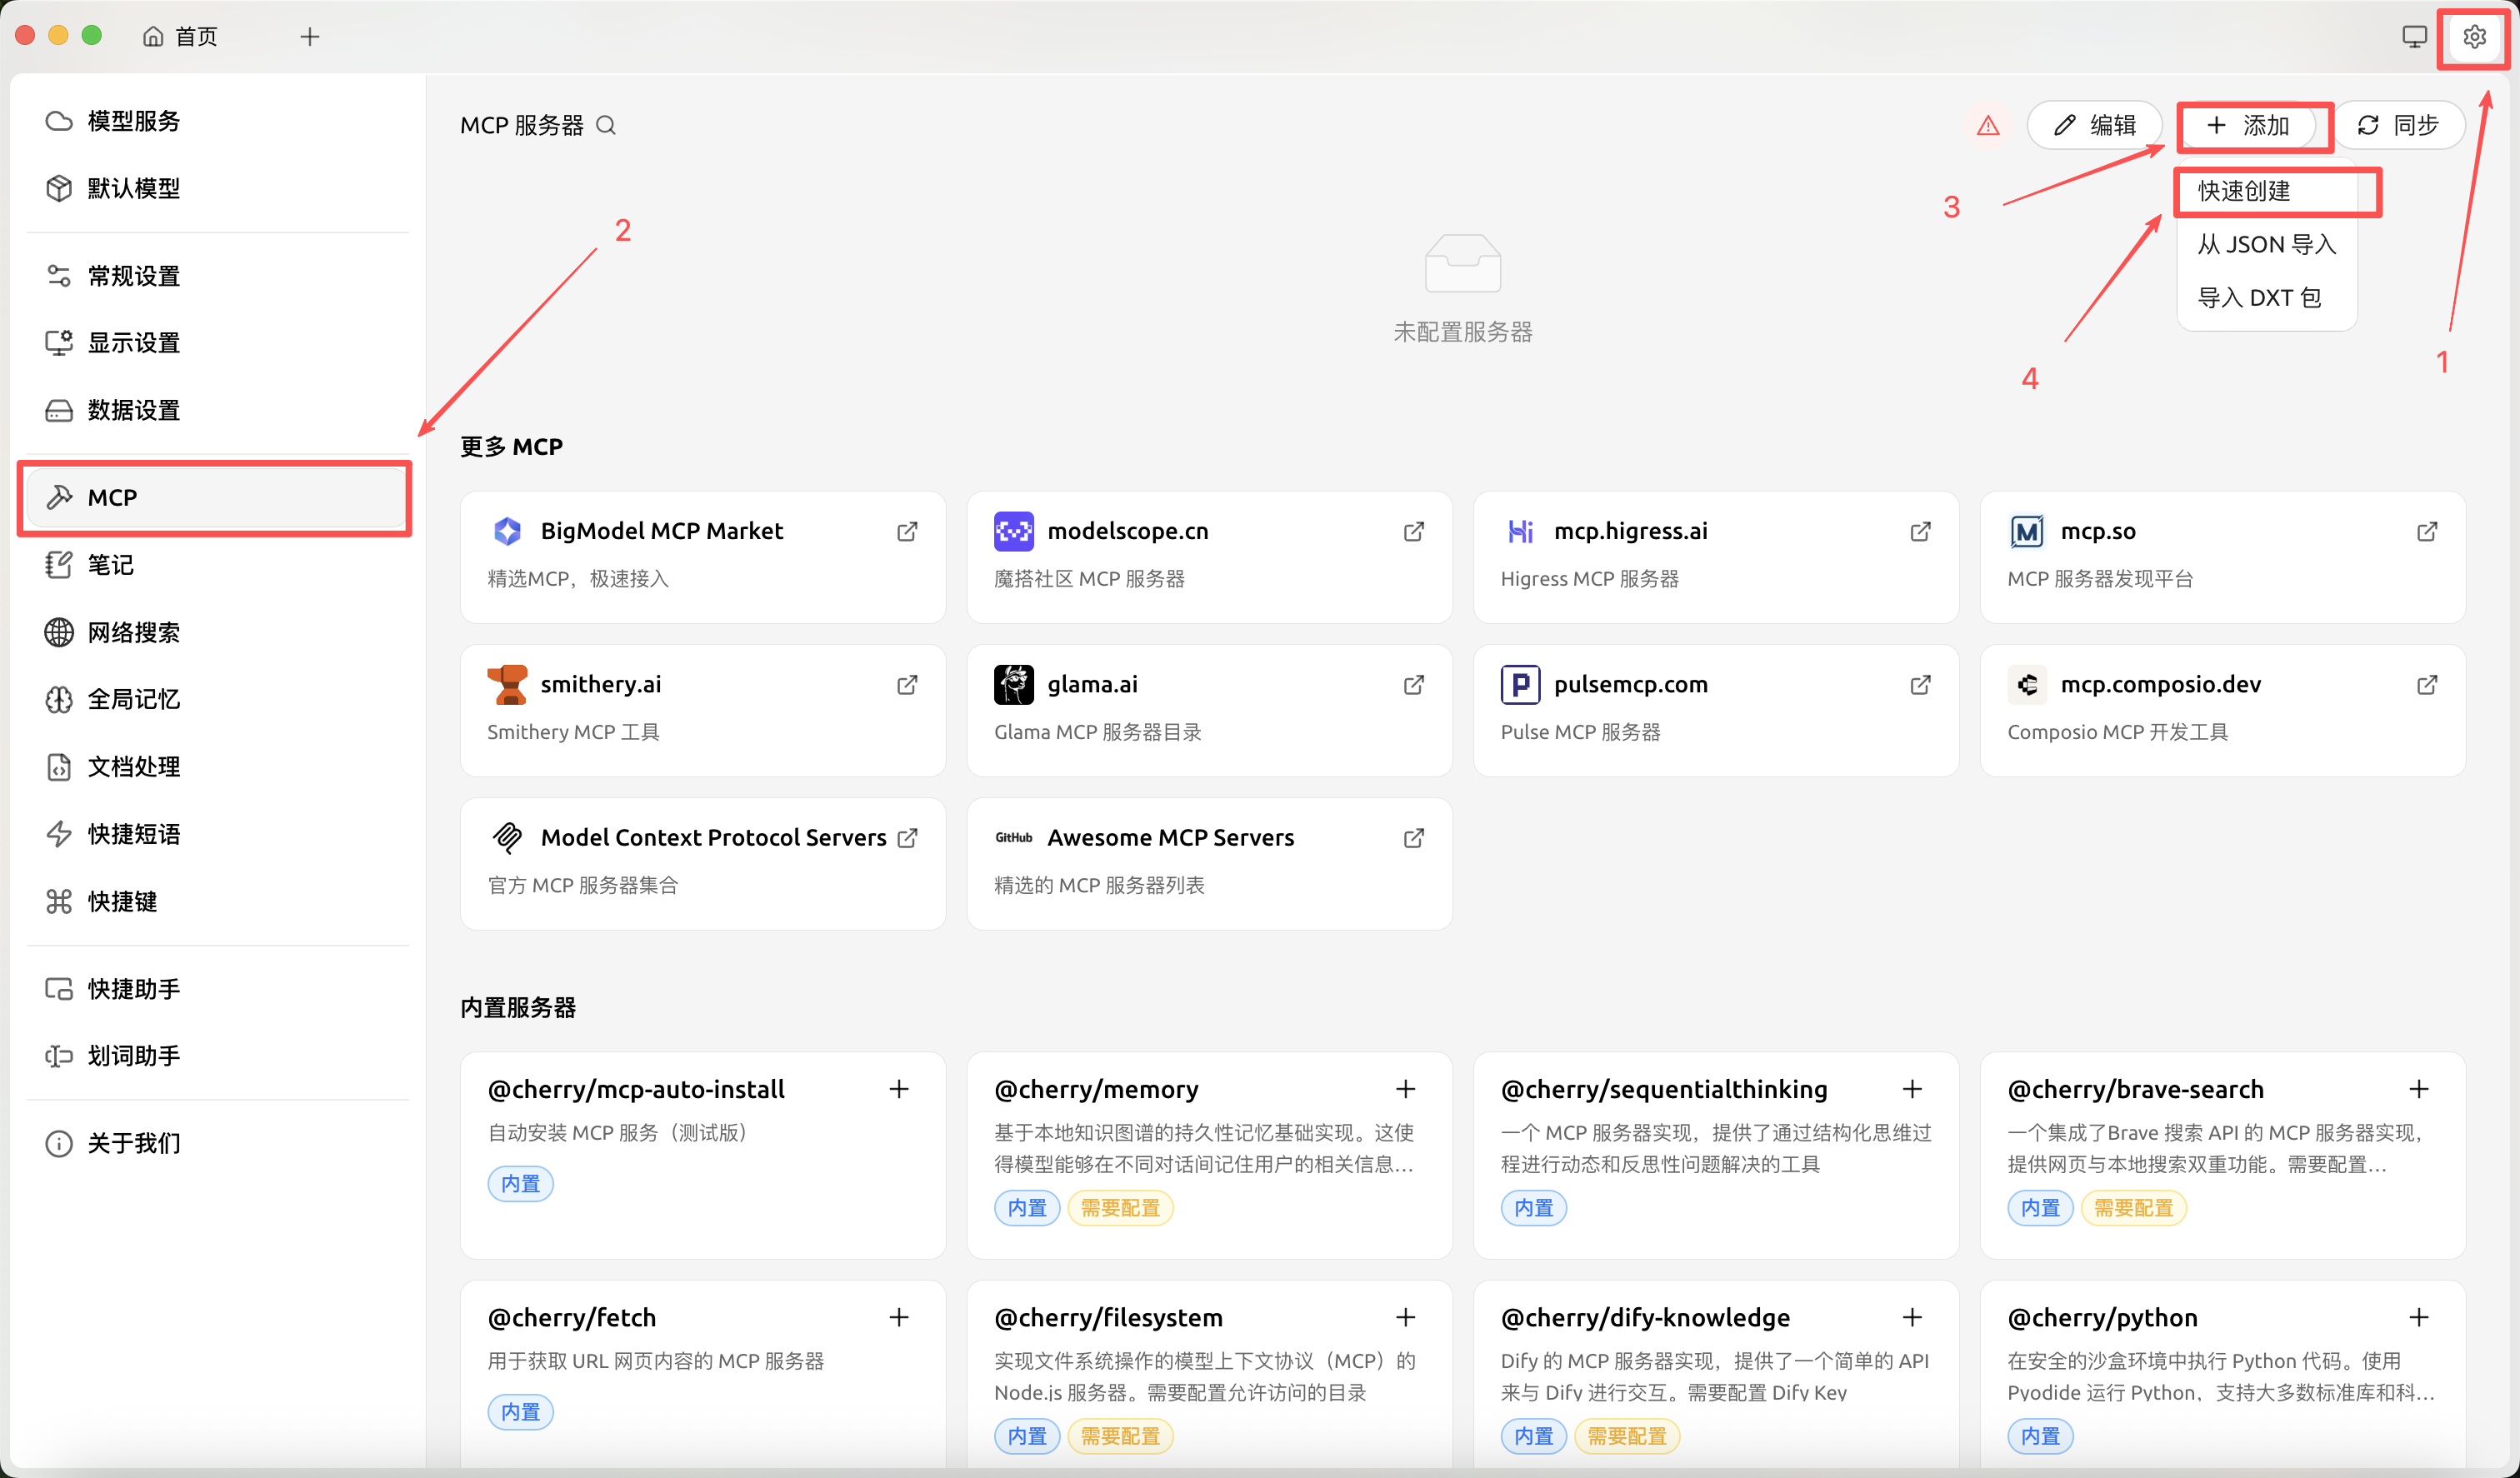 首页
模型服务
默认模型
常规设置
显示设置
数据设置
MCP
笔记
网络搜索
全局记忆
文档处理
快捷短语
快捷键
快捷助手
划词助手
关于我们
MCP 服务器
编辑
添加
同步
快速创建
从 JSON 导入
导入 DXT 包
1
2
3
4
未配置服务器
更多 MCP
BigModel MCP Market
精选MCP，极速接入
modelscope.cn
魔搭社区 MCP 服务器
Hi
mcp.higress.ai
Higress MCP 服务器
M
mcp.so
MCP 服务器发现平台
smithery.ai
Smithery MCP 工具
glama.ai
Glama MCP 服务器目录
P
pulsemcp.com
Pulse MCP 服务器
mcp.composio.dev
Composio MCP 开发工具
Model Context Protocol Servers
官方 MCP 服务器集合
GitHub
Awesome MCP Servers
精选的 MCP 服务器列表
内置服务器
@cherry/mcp-auto-install
自动安装 MCP 服务（测试版）
内置
@cherry/memory
基于本地知识图谱的持久性记忆基础实现。这使
得模型能够在不同对话间记住用户的相关信息...
内置
需要配置
@cherry/sequentialthinking
一个 MCP 服务器实现，提供了通过结构化思维过
程进行动态和反思性问题解决的工具
内置
@cherry/brave-search
一个集成了Brave 搜索 API 的 MCP 服务器实现，
提供网页与本地搜索双重功能。需要配置...
内置
需要配置
@cherry/fetch
用于获取 URL 网页内容的 MCP 服务器
内置
@cherry/filesystem
实现文件系统操作的模型上下文协议（MCP）的
Node.js 服务器。需要配置允许访问的目录
内置
需要配置
@cherry/dify-knowledge
Dify 的 MCP 服务器实现，提供了一个简单的 API
来与 Dify 进行交互。需要配置 Dify Key
内置
需要配置
@cherry/python
在安全的沙盒环境中执行 Python 代码。使用
Pyodide 运行 Python，支持大多数标准库和科...
内置